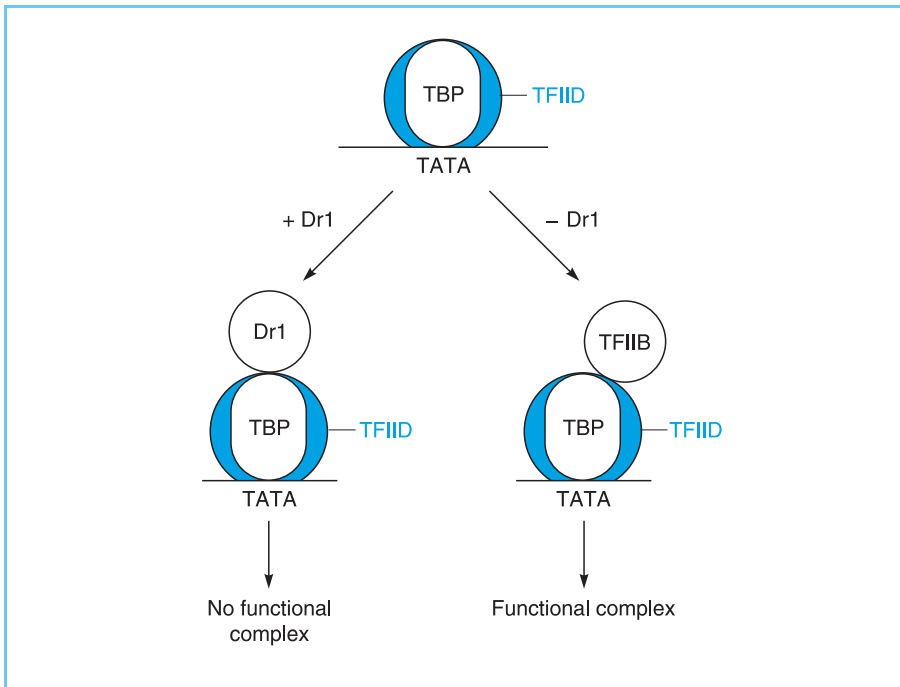 TBP
TFIID
TATA
+ Dr1
– Dr1
Dr1
TFIIB
TBP
TFIID
TBP
TFIID
TATA
TATA
No functional
complex
Functional complex